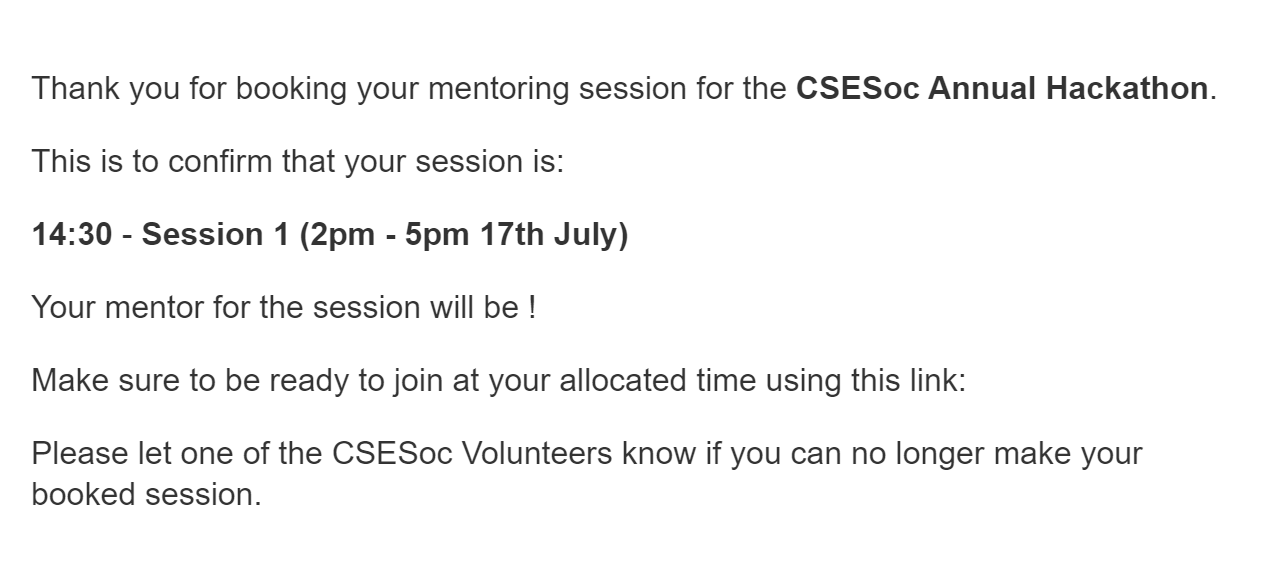 Thank you for booking your mentoring session for the CSESoc Annual Hackathon.
This is to confirm that your session is:
14:30 - Session 1 (2pm - 5pm 17th July)
Your mentor for the session will be !
Make sure to be ready to join at your allocated time using this link:
Please let one of the CSESoc Volunteers know if you can no longer make your
booked session.